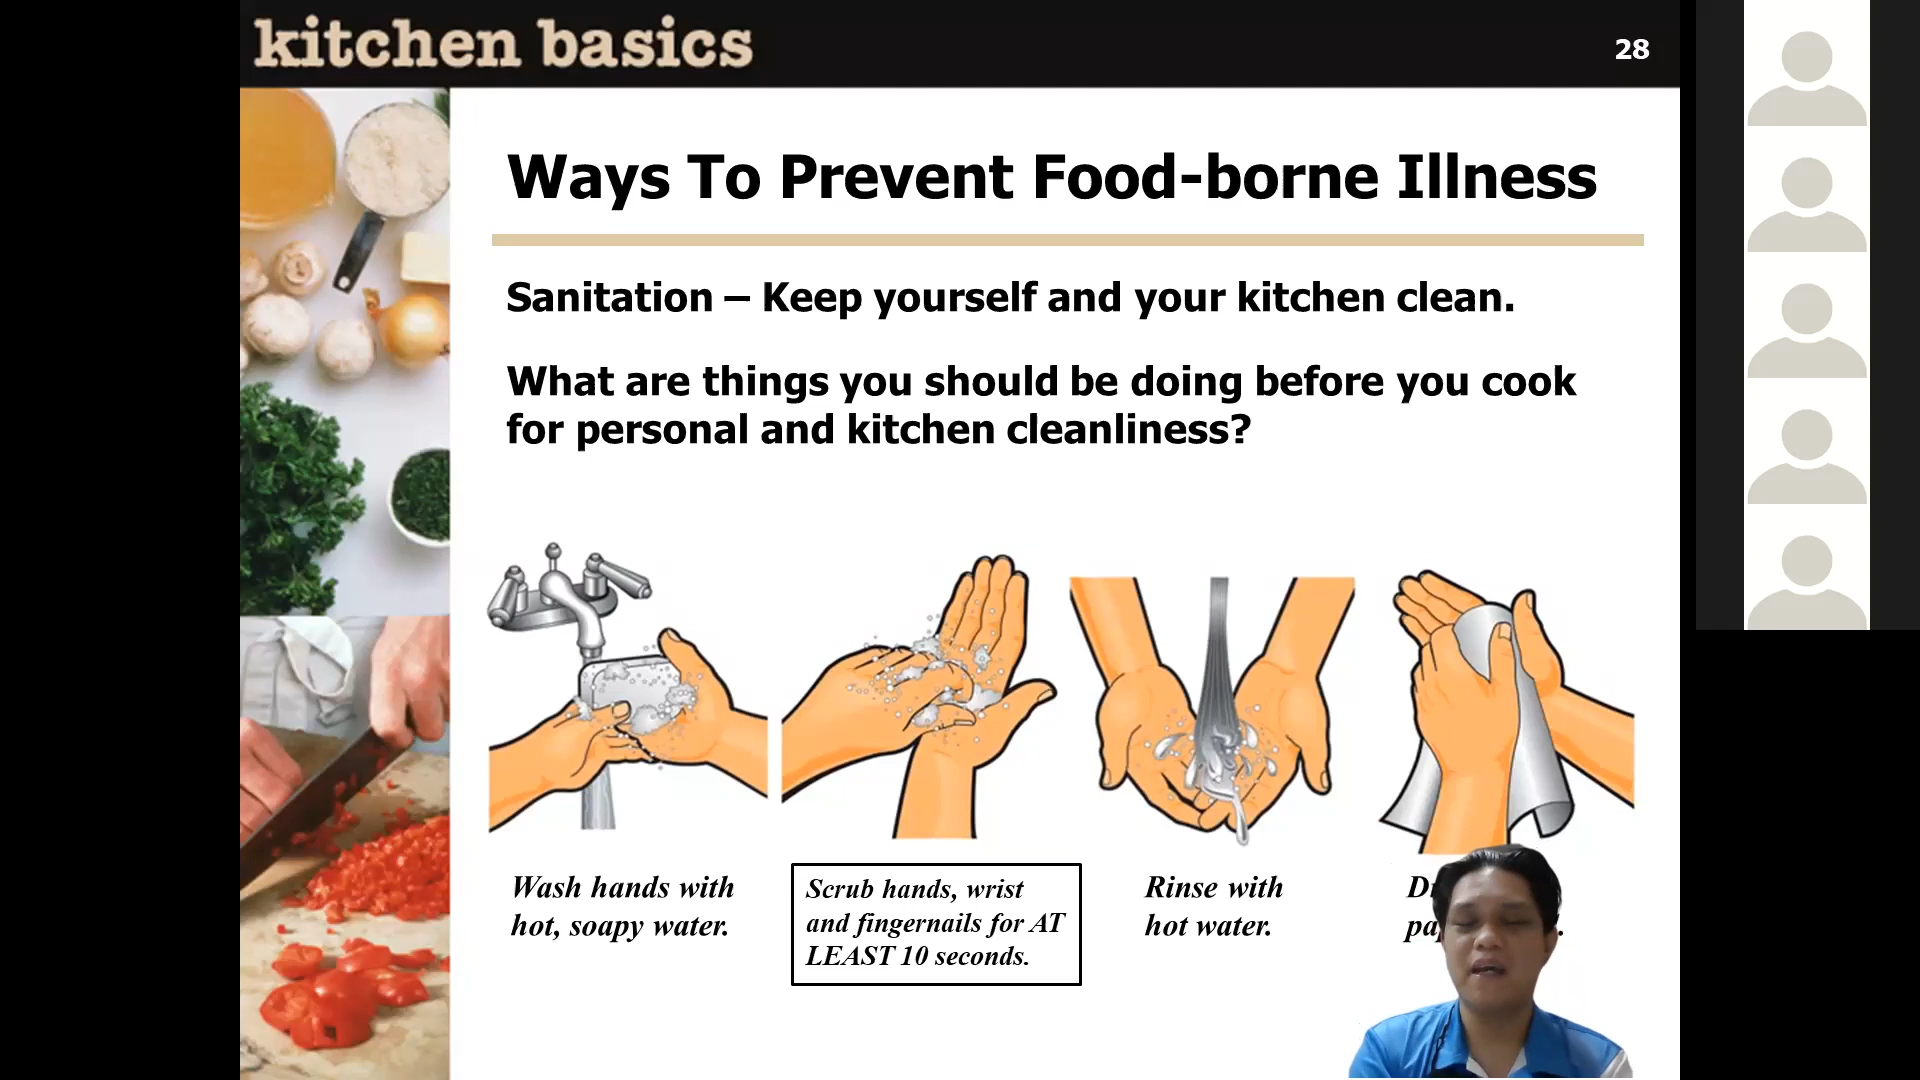 kitchen basics
28
Ways To Prevent Food-borne Illness
Sanitation – Keep yourself and your kitchen clean.
What are things you should be doing before you cook
for personal and kitchen cleanliness?
Wash hands with
hot, soapy water.
Scrub hands, wrist
and fingernails for AT
LEAST 10 seconds.
Rinse with
hot water.